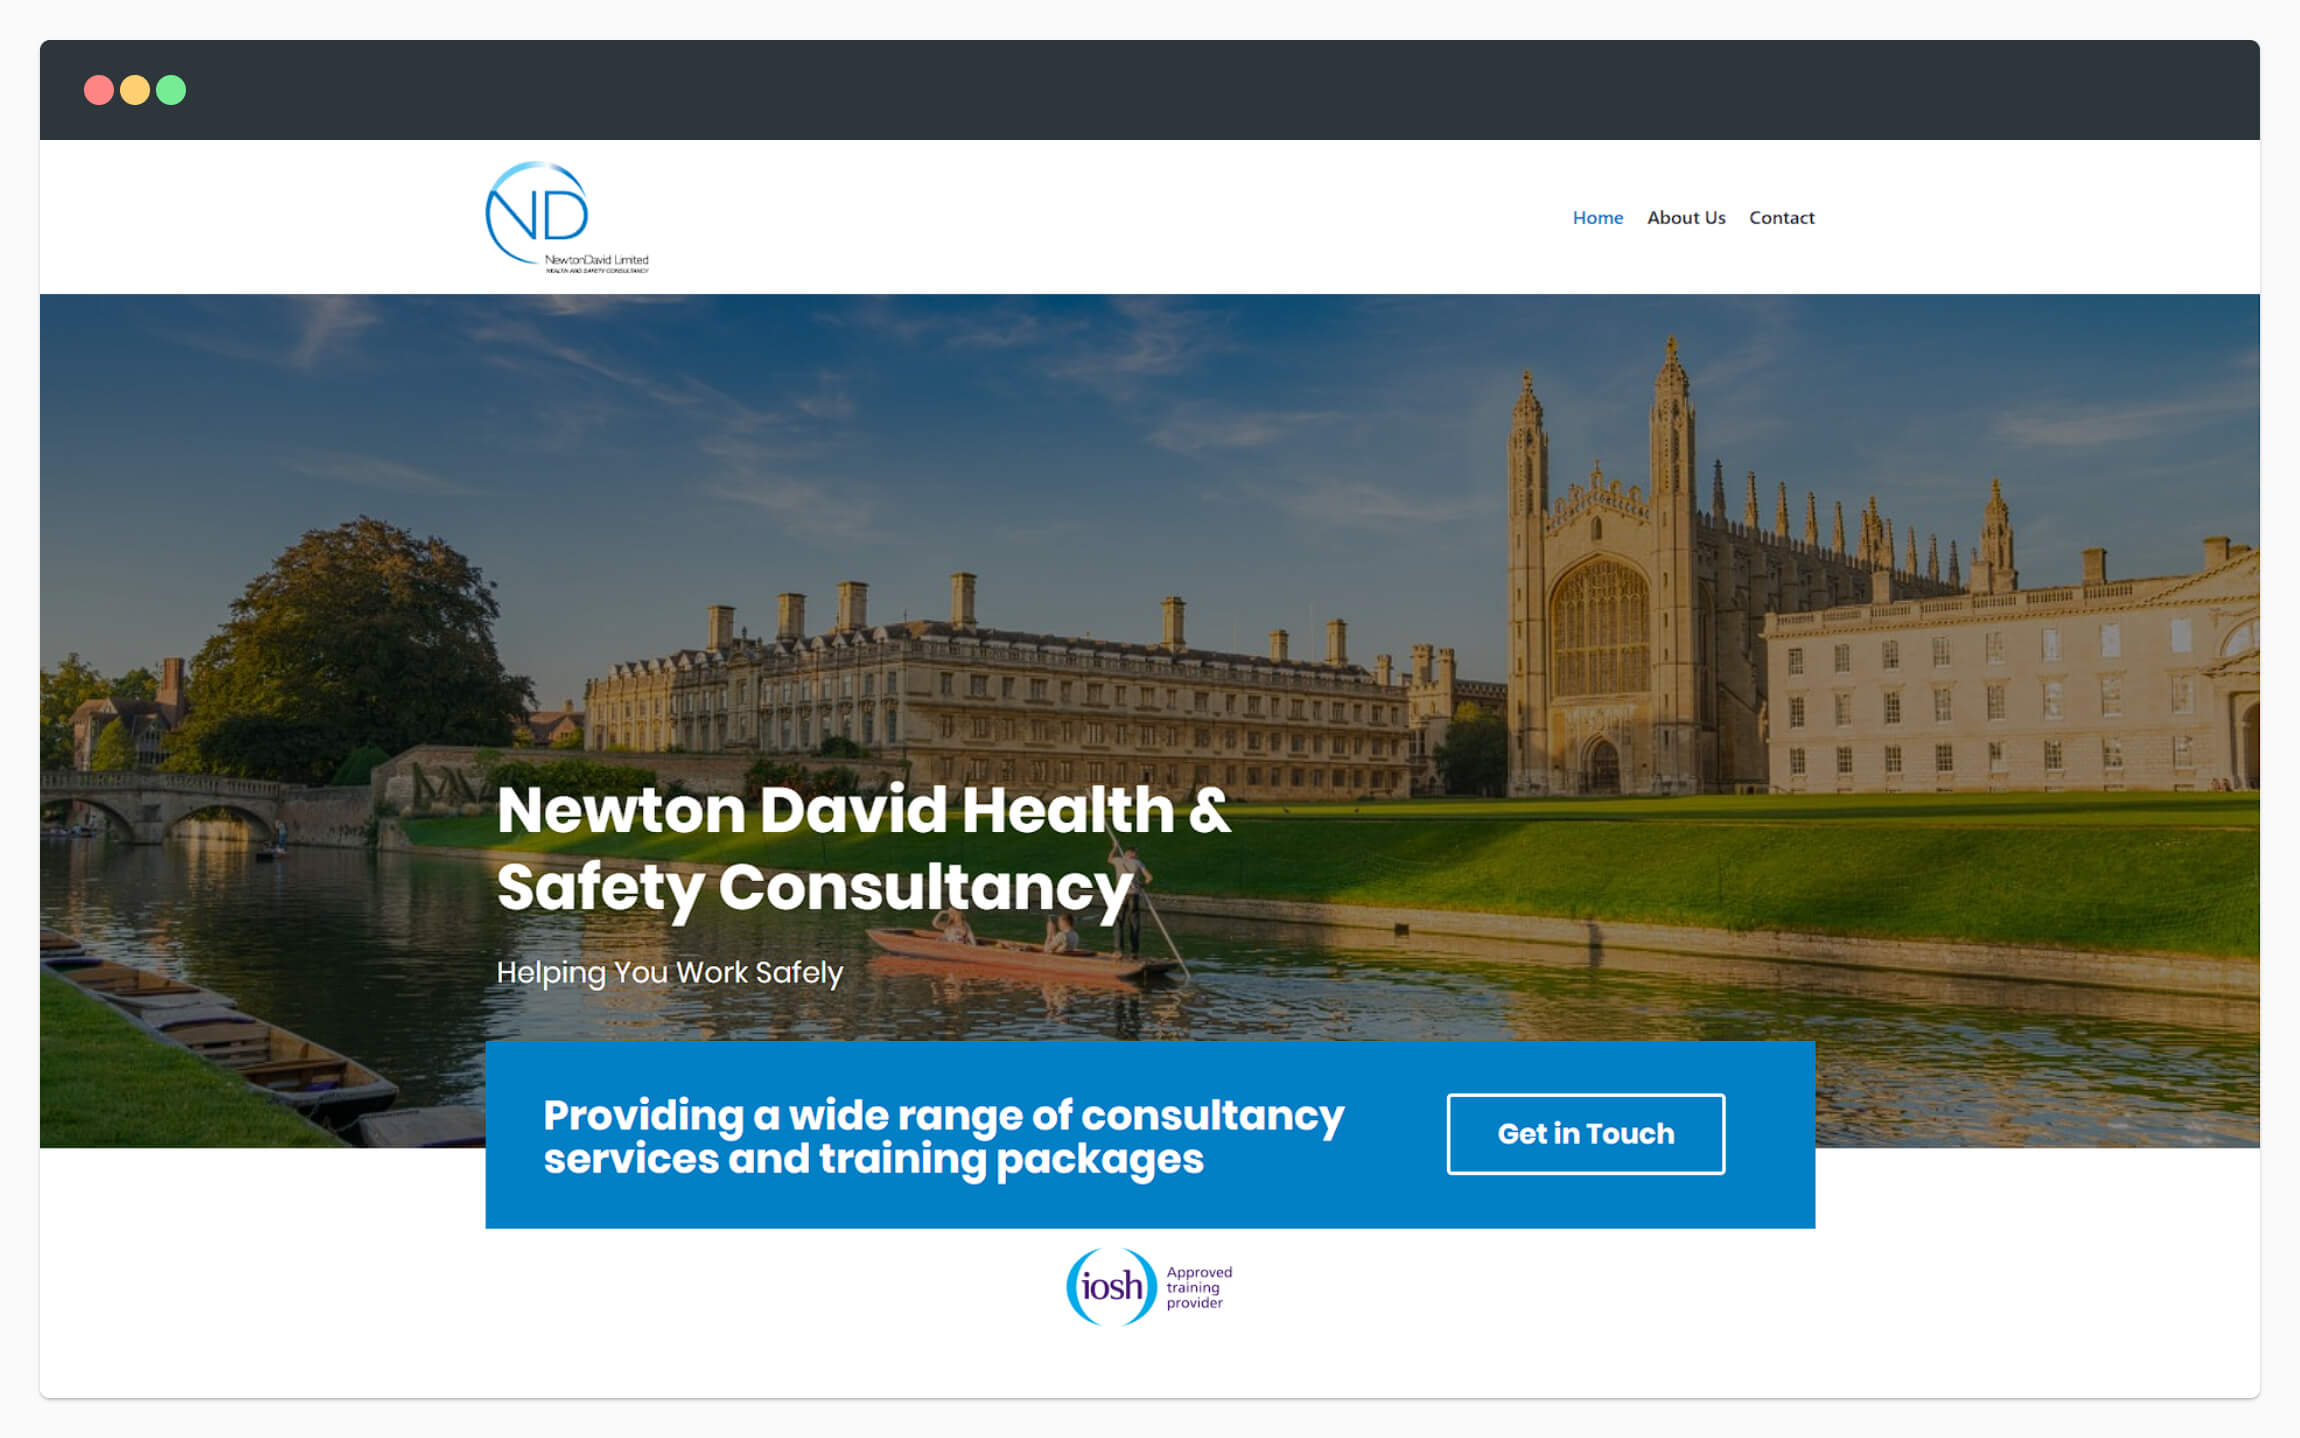 ND
NewtonDavid Limited
HEALTH AND SAFETY CONSULTANCY
Home About Us Contact
Newton David Health &
Safety Consultancy
Helping You Work Safely
Providing a wide range of consultancy
services and training packages
Get in Touch
iosh
Approved
training
provider